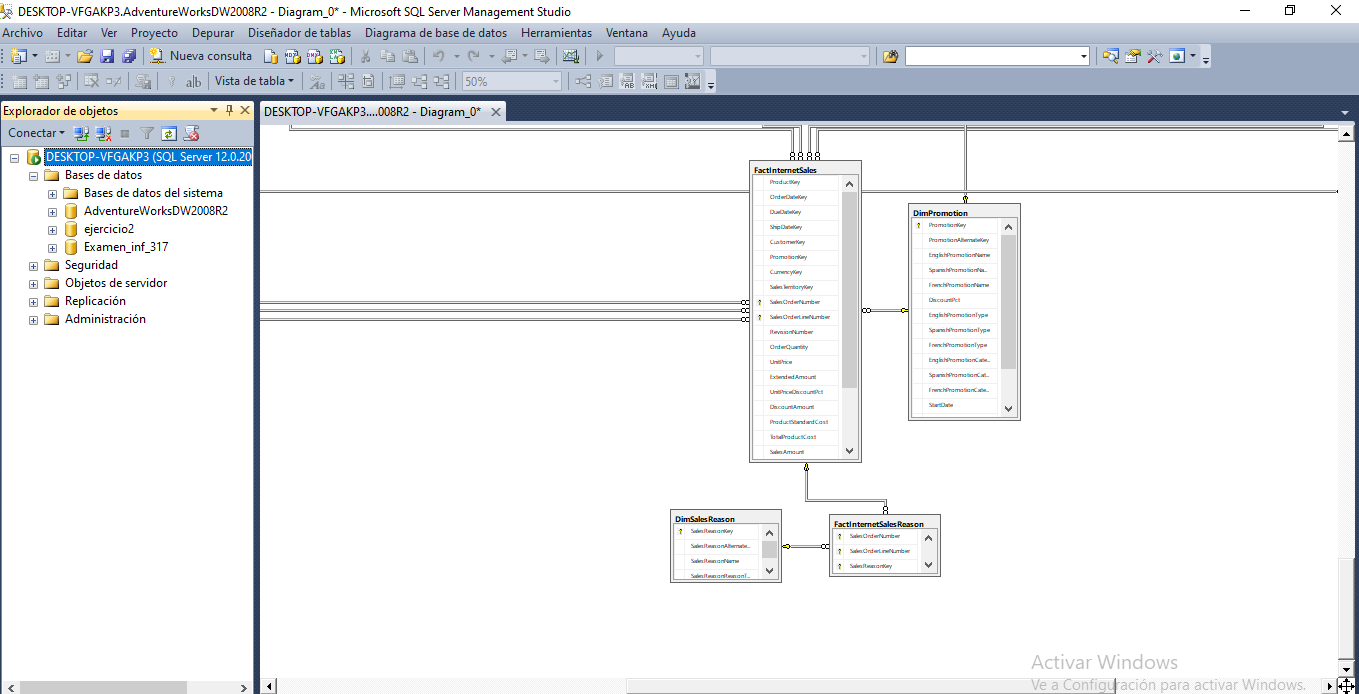 DESKTOP-VFGAKP3.AdventureWorksDW2008R2 - Diagram_0* - Microsoft SQL Server Management Studio
Archivo Editar Ver Proyecto Depurar Diseñador de tablas Diagrama de base de datos Herramientas Ventana Ayuda
Nueva consulta
Vista de tabla 50%
Explorador de objetos
DESKTOP-VFGAKP3....008R2 - Diagram_0*
Conectar
DESKTOP-VFGAKP3 (SQL Server 12.0.20
Bases de datos
Bases de datos del sistema
AdventureWorksDW2008R2
ejercicio2
Examen_inf_317
Seguridad
Objetos de servidor
Replicación
Administración
FactInternetSales
ProductKey
OrderDateKey
DueDateKey
ShipDateKey
CustomerKey
PromotionKey
CurrencyKey
SalesTerritoryKey
SalesOrderNumber
SalesOrderLineNumber
RevisionNumber
OrderQuantity
UnitPrice
ExtendedAmount
UnitPriceDiscountPct
DiscountAmount
ProductStandardCost
TotalProductCost
SalesAmount
DimPromotion
PromotionKey
PromotionAlternateKey
EnglishPromotionName
SpanishPromotionNa...
FrenchPromotionName
DiscountPct
EnglishPromotionType
SpanishPromotionType
FrenchPromotionType
EnglishPromotionCate...
SpanishPromotionCat...
FrenchPromotionCate...
StartDate
DimSalesReason
SalesReasonKey
SalesReasonAlternate...
SalesReasonName
SalesReasonReasonT...
FactInternetSalesReason
SalesOrderNumber
SalesOrderLineNumber
SalesReasonKey
Activar Windows
Ve a Configuración para activar Windows.